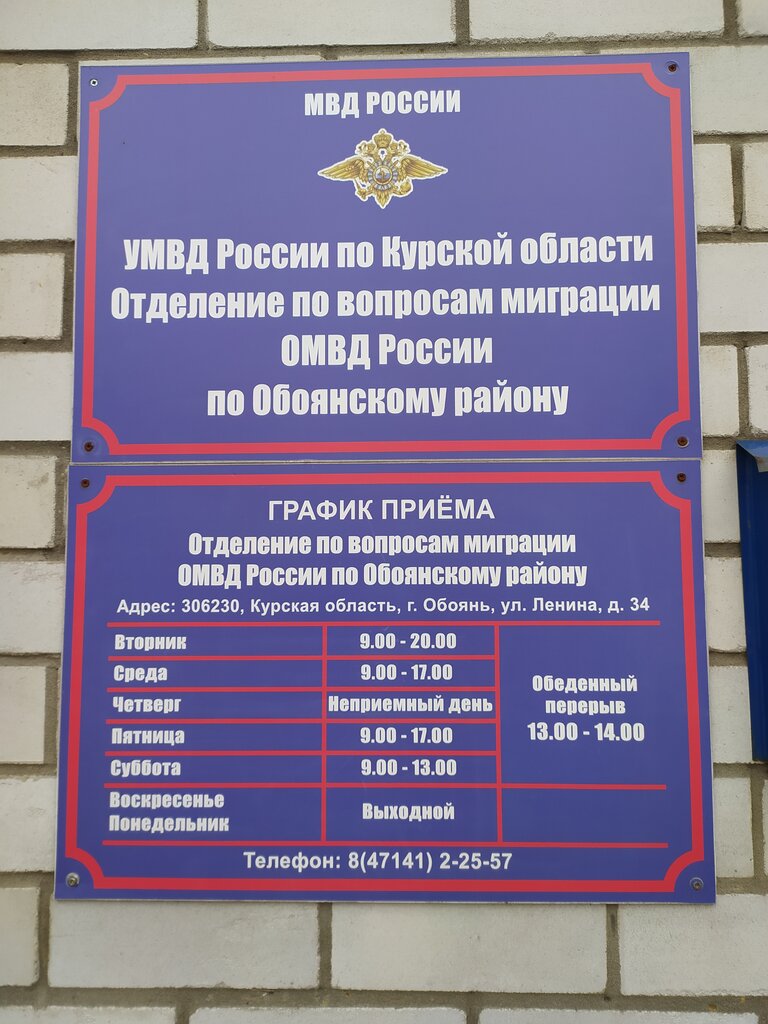 МВД РОССИИ
УМВД России по Курской области
Отделение по вопросам миграции
ОМВД России
по Обоянскому району
ГРАФИК ПРИЁМА
Отделение по вопросам миграции
ОМВД России по Обоянскому району
Адрес: 306230, Курская область, г. Обоянь, ул. Ленина, д. 34
Вторник 9.00 - 20.00
Среда 9.00 - 17.00
Четверг Неприемный день
Пятница 9.00 - 17.00
Суббота 9.00 - 13.00
Обеденный
перерыв
13.00 - 14.00
Воскресенье
Понедельник
Выходной
Телефон: 8(47141) 2-25-57